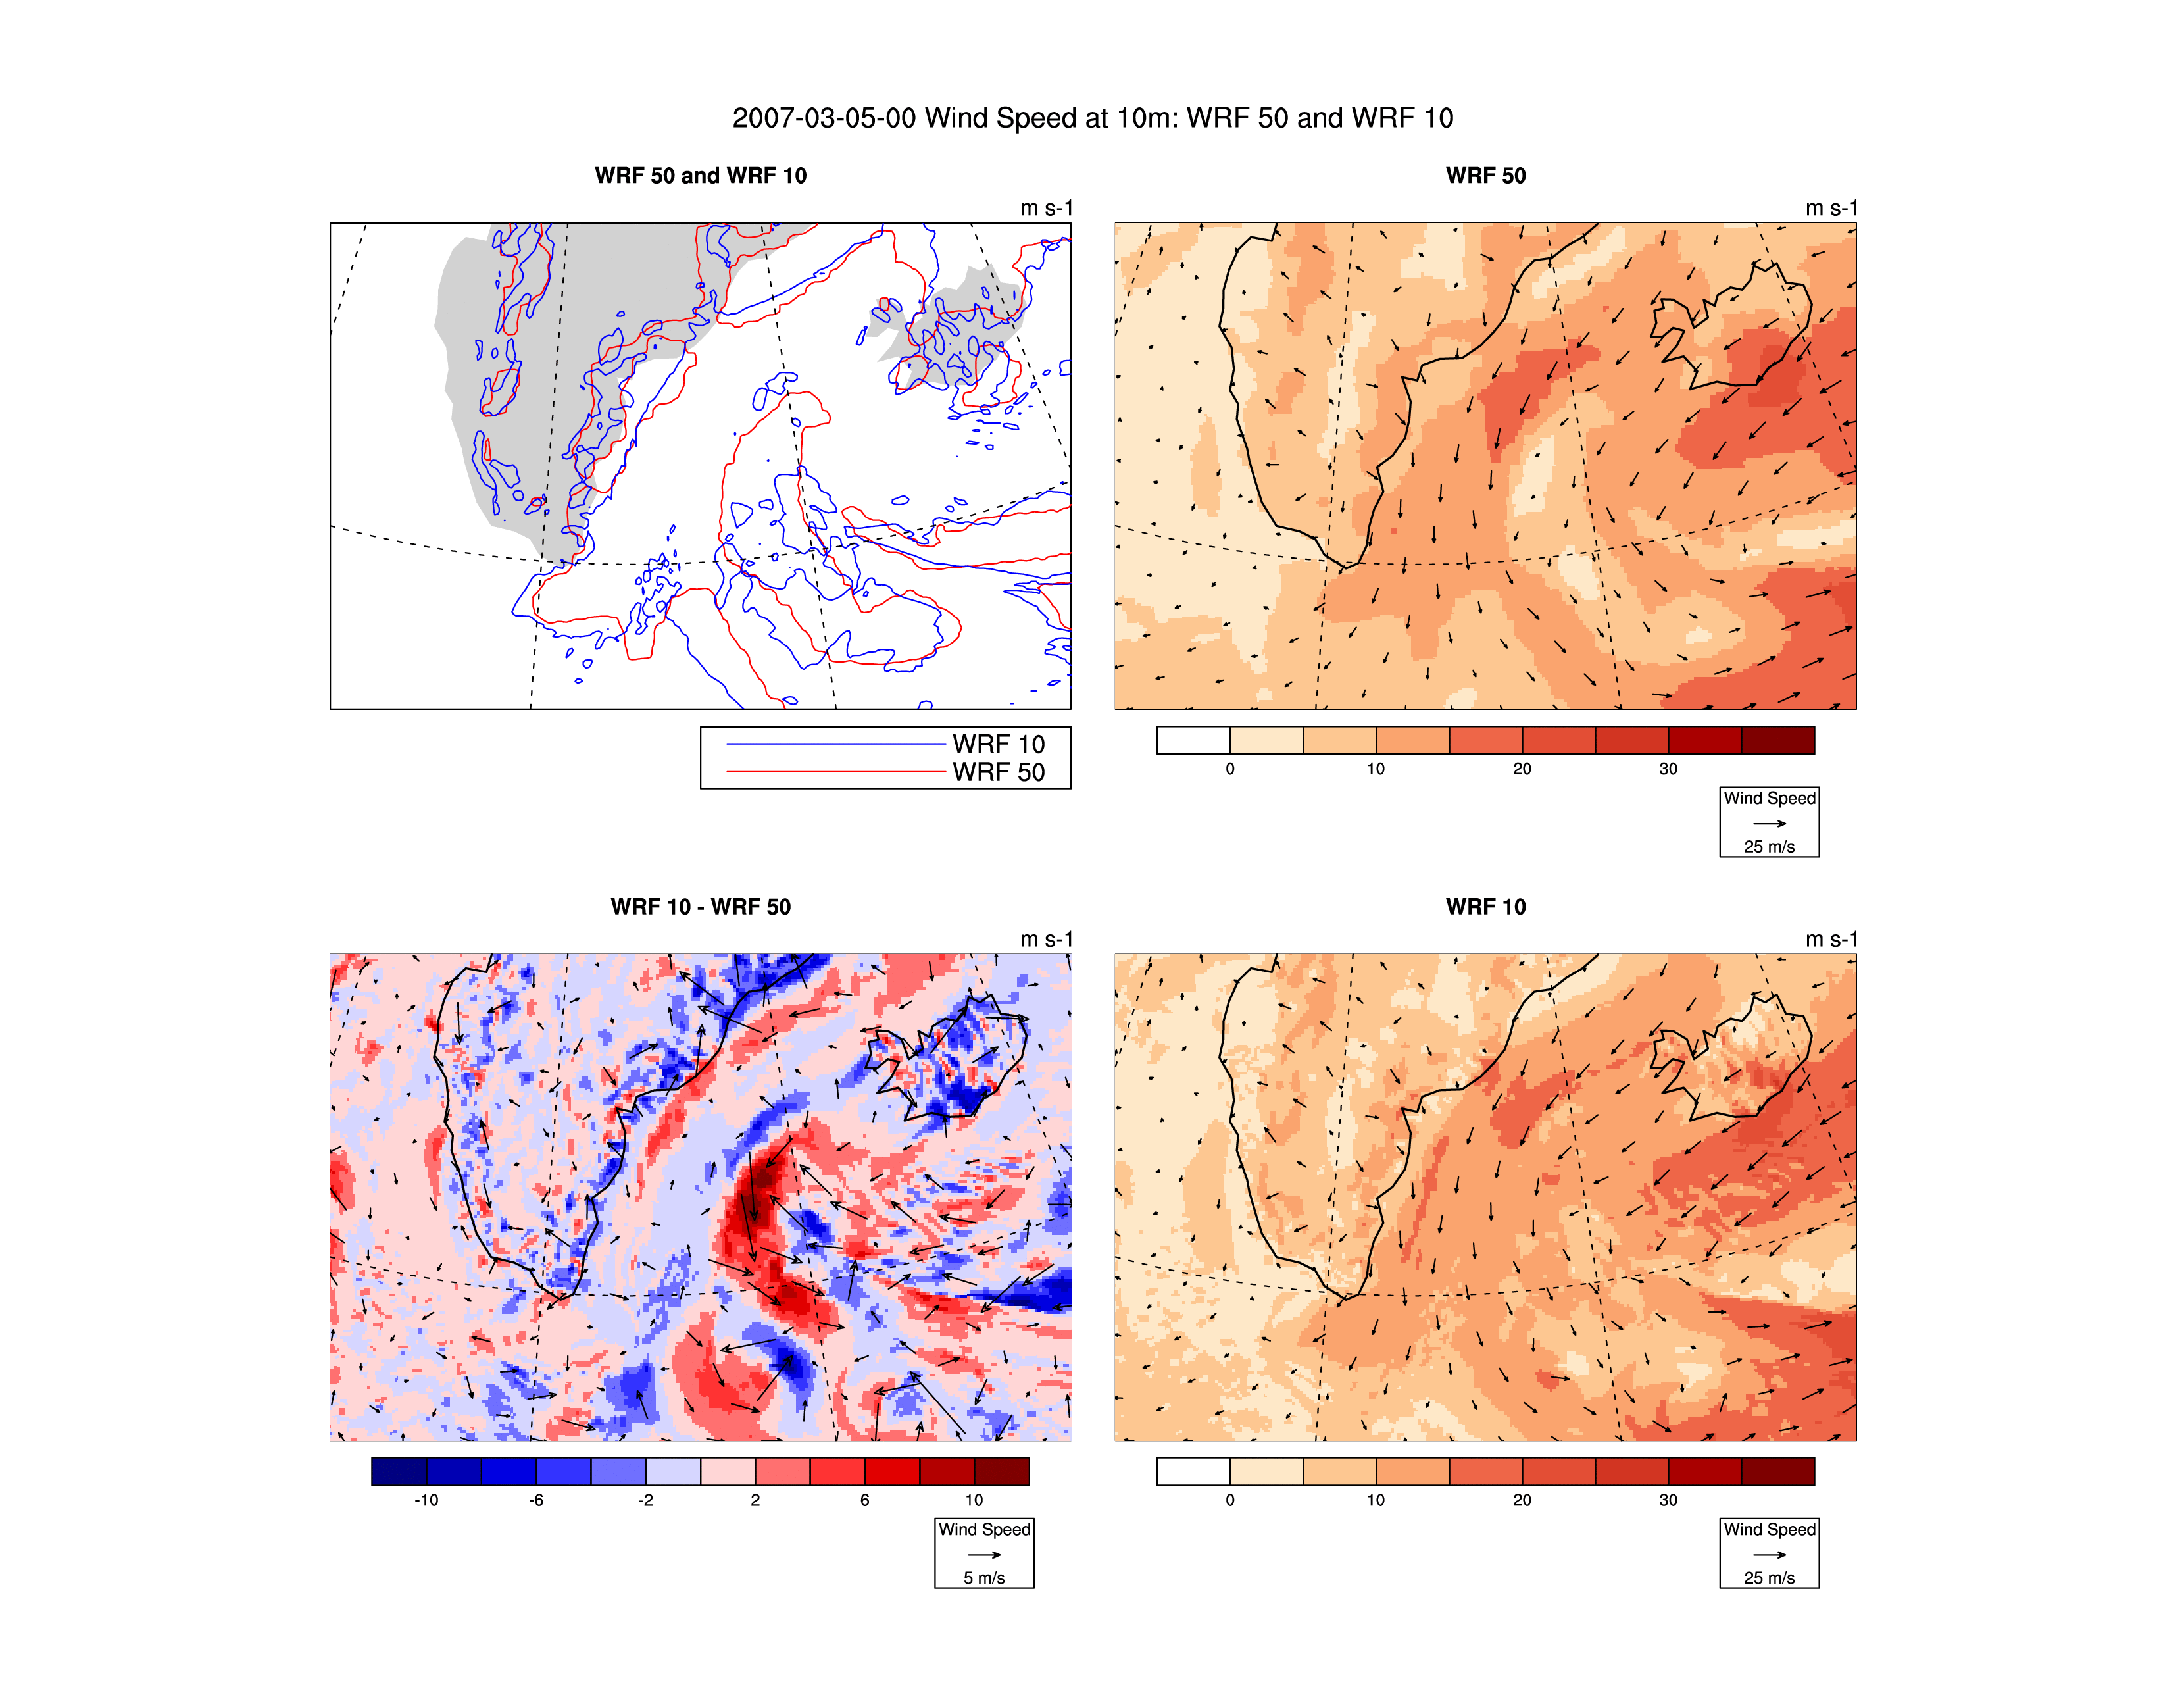 2007-03-05-00 Wind Speed at 10m: WRF 50 and WRF 10
WRF 50 and WRF 10
m s-1
WRF 10
WRF 50
WRF 50
m s-1
0 10 20 30
Wind Speed
25 m/s
WRF 10 - WRF 50
m s-1
-10 -6 -2 2 6 10
Wind Speed
5 m/s
WRF 10
m s-1
0 10 20 30
Wind Speed
25 m/s